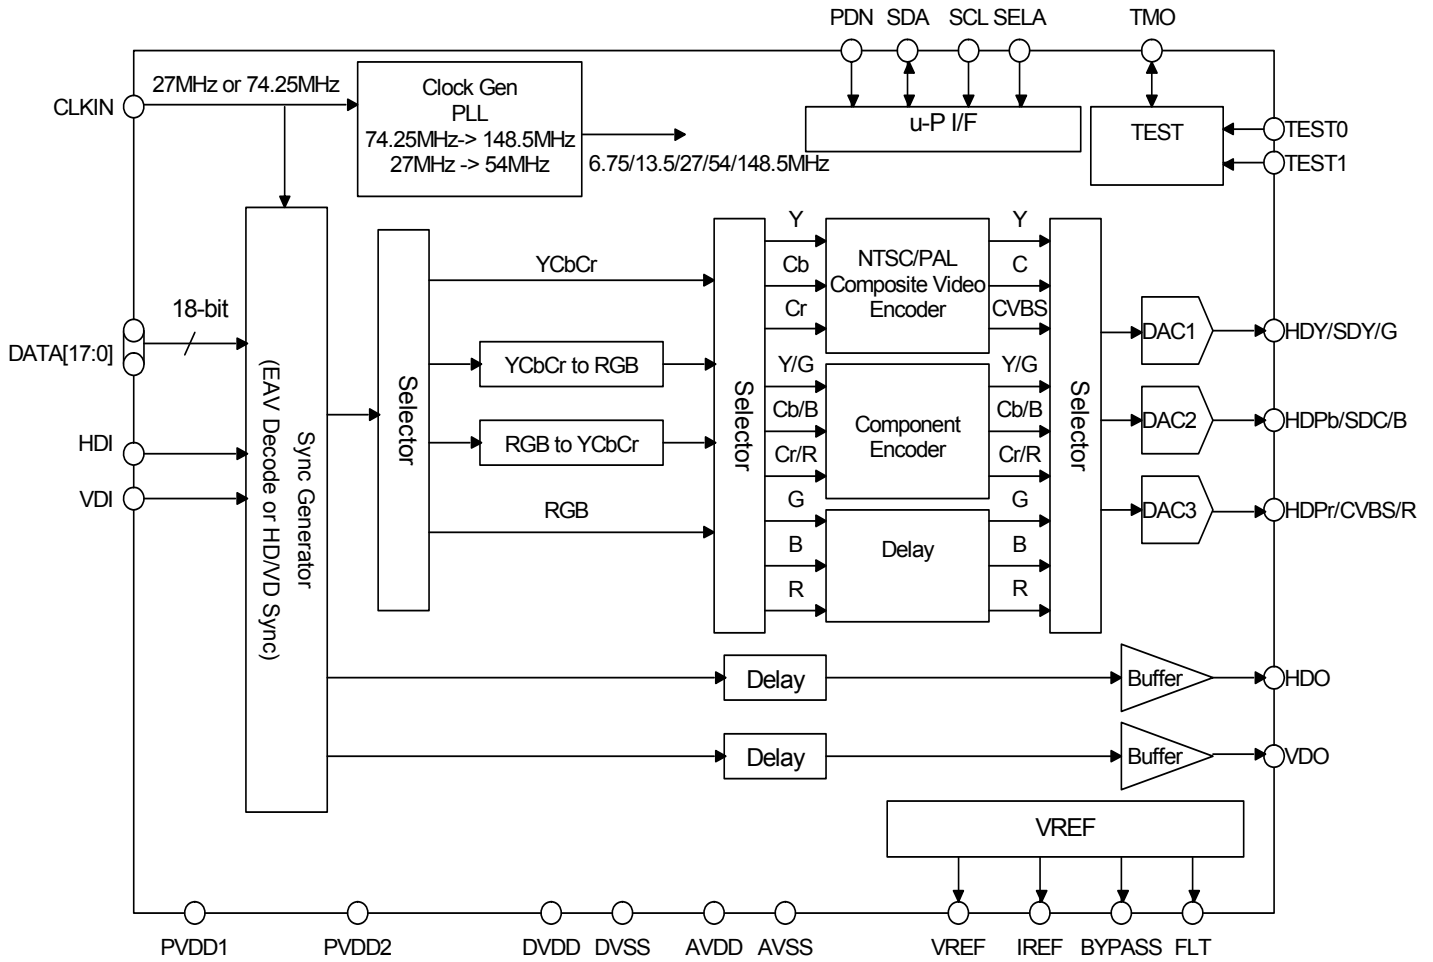 PDN SDA SCL SELA TMO
CLKIN
27MHz or 74.25MHz
Clock Gen
PLL
74.25MHz-> 148.5MHz
27MHz -> 54MHz
6.75/13.5/27/54/148.5MHz
u-P I/F
TEST
TEST0
TEST1
DATA[17:0]
18-bit
HDI
VDI
Sync Generator
(EAV Decode or HD/VD Sync)
Selector
YCbCr
YCbCr to RGB
RGB to YCbCr
RGB
Selector
Y
Cb
Cr
Y/G
Cb/B
Cr/R
G
B
R
NTSC/PAL
Composite Video
Encoder
Component
Encoder
Delay
Y
C
CVBS
Y/G
Cb/B
Cr/R
G
B
R
Selector
DAC1
DAC2
DAC3
HDY/SDY/G
HDPb/SDC/B
HDPr/CVBS/R
Delay
Buffer
HDO
Delay
Buffer
VDO
VREF
PVDD1 PVDD2 DVDD DVSS AVDD AVSS VREF IREF BYPASS FLT